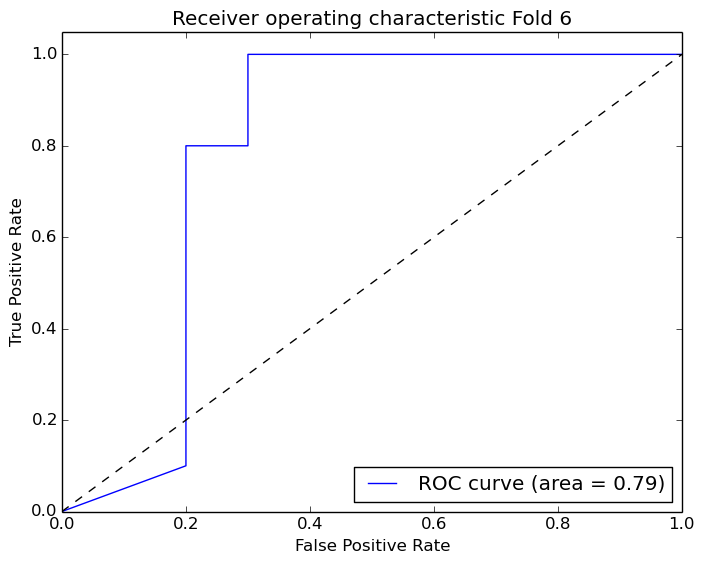 Receiver operating characteristic Fold 6
1.0
0.8
0.6
0.4
0.2
0.0
True Positive Rate
ROC curve (area = 0.79)
0.0 0.2 0.4 0.6 0.8 1.0
False Positive Rate